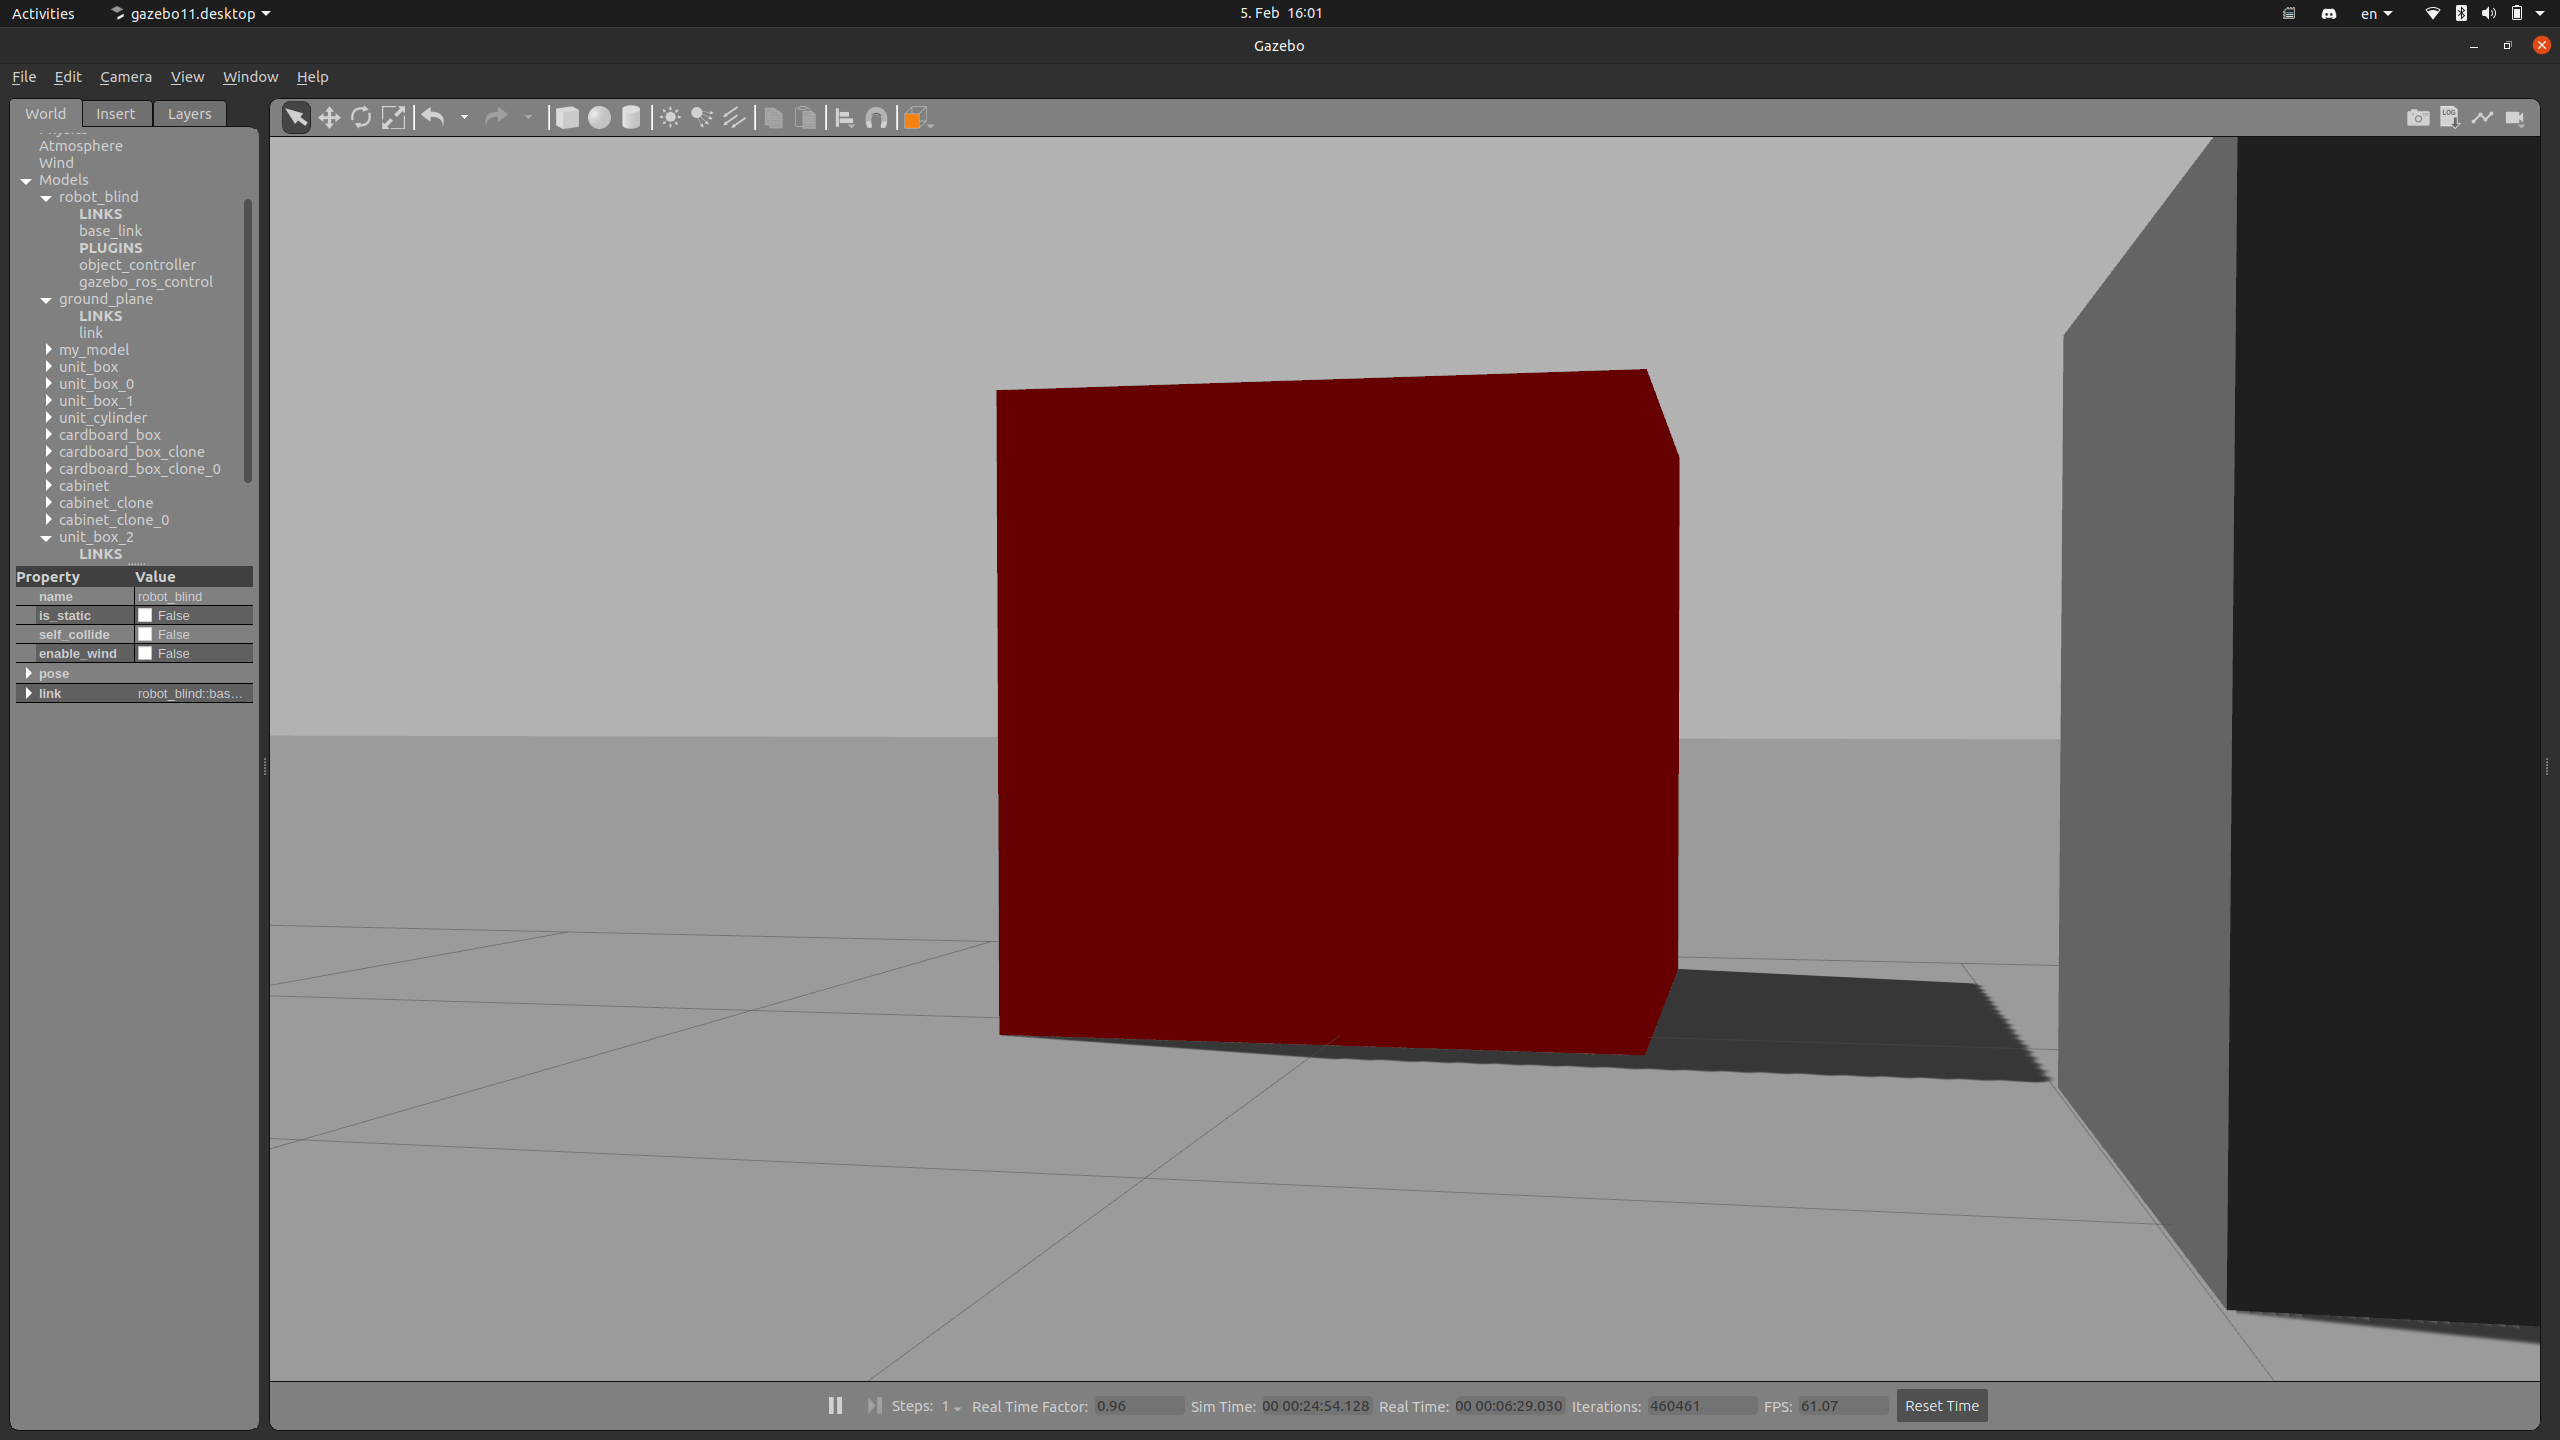 Activities gazebo11.desktop 5. Feb 16:01 en
Gazebo
File Edit Camera View Window Help
World Insert Layers
LOG
Atmosphere
Wind
Models
robot_blind
LINKS
base_link
PLUGINS
object_controller
gazebo_ros_control
ground_plane
LINKS
link
my_model
unit_box
unit_box_0
unit_box_1
unit_cylinder
cardboard_box
cardboard_box_clone
cardboard_box_clone_0
cabinet
cabinet_clone
cabinet_clone_0
unit_box_2
LINKS
Property Value
name robot_blind
is_static False
self_collide False
enable_wind False
pose
link robot_blind::bas...
Steps: 1 Real Time Factor: 0.96 Sim Time: 00 00:24:54.128 Real Time: 00 00:06:29.030 Iterations: 460461 FPS: 61.07 Reset Time